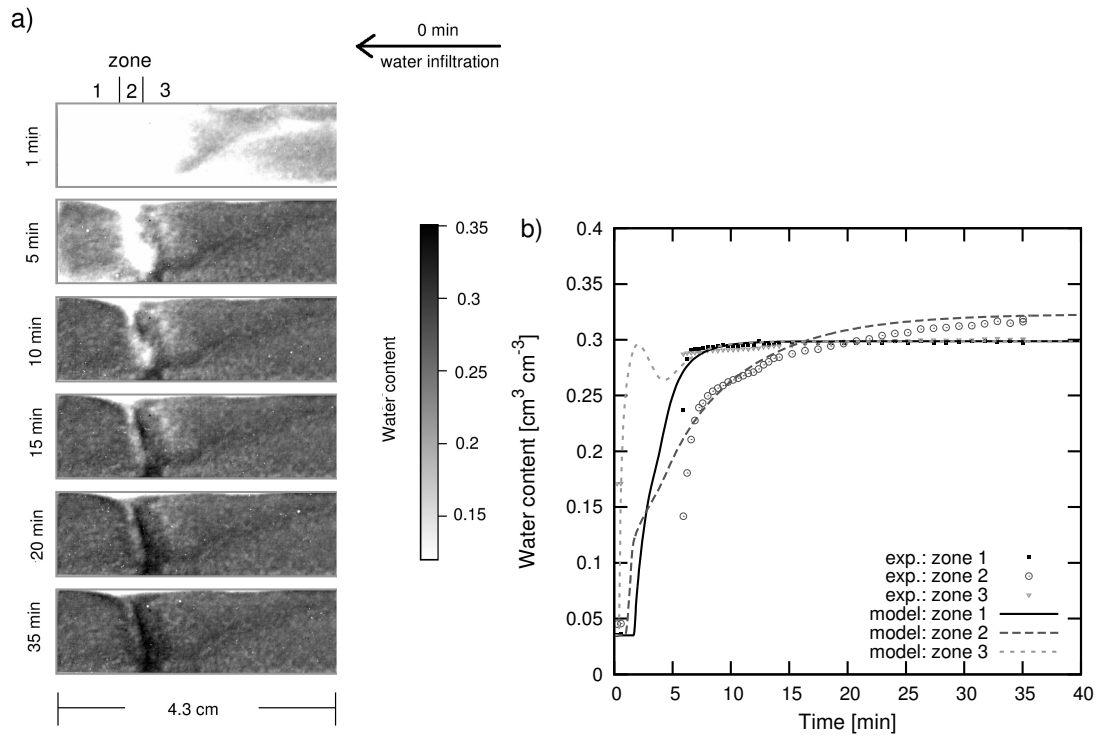 a)
0 min
water infiltration
zone
1 2 3
1 min
5 min
10 min
15 min
20 min
35 min
4.3 cm
Water content
0.35
0.3
0.25
0.2
0.15
b)
Water content [cm³ cm⁻³]
0.4
0.35
0.3
0.25
0.2
0.15
0.1
0.05
0
0 5 10 15 20 25 30 35 40
Time [min]
exp.: zone 1
exp.: zone 2
exp.: zone 3
model: zone 1
model: zone 2
model: zone 3